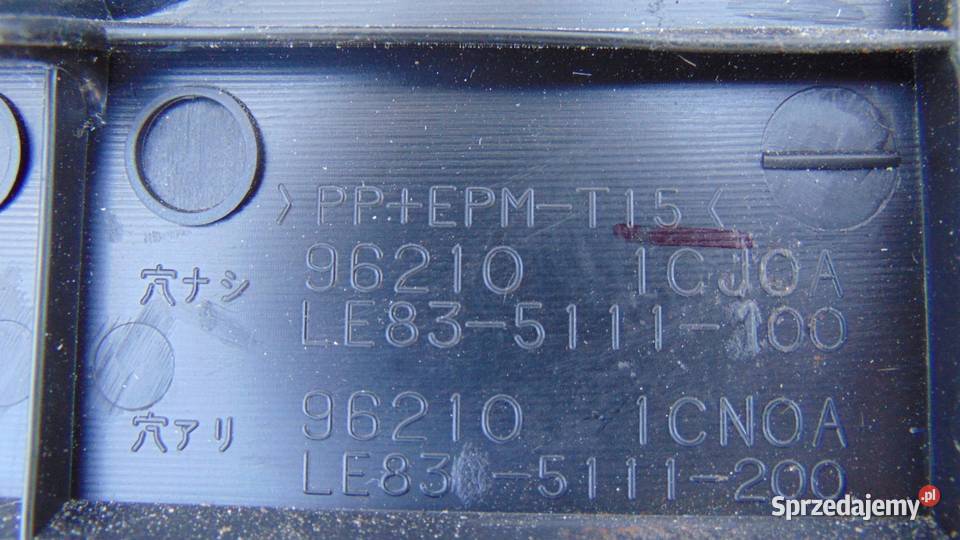 >PP+EPM-T15<
穴ナシ 96210 1CJ0A
LE83-5111-100
穴アリ 96210 1CN0A
LE83-5111-200
Sprzedajemy.pl